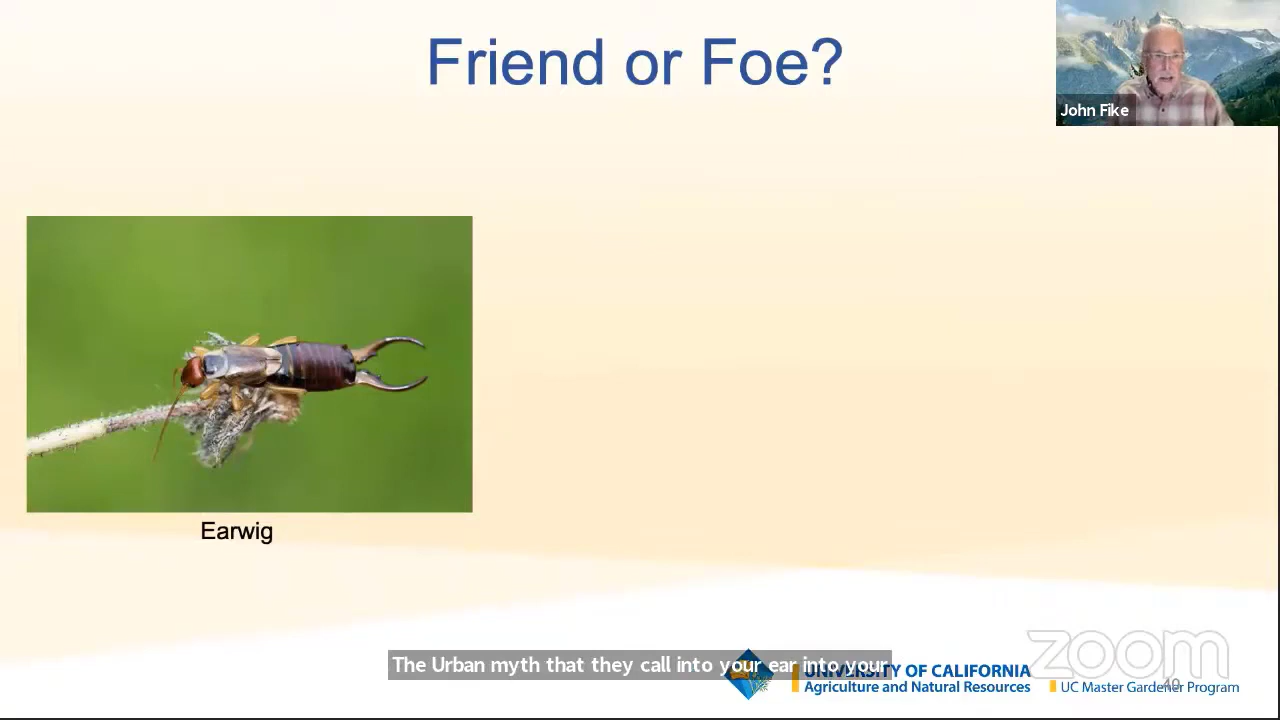 Friend or Foe?
John Fike
Earwig
The Urban myth that they call into your ear into your
UNIVERSITY OF CALIFORNIA
Agriculture and Natural Resources
UC Master Gardener Program
zoom
49